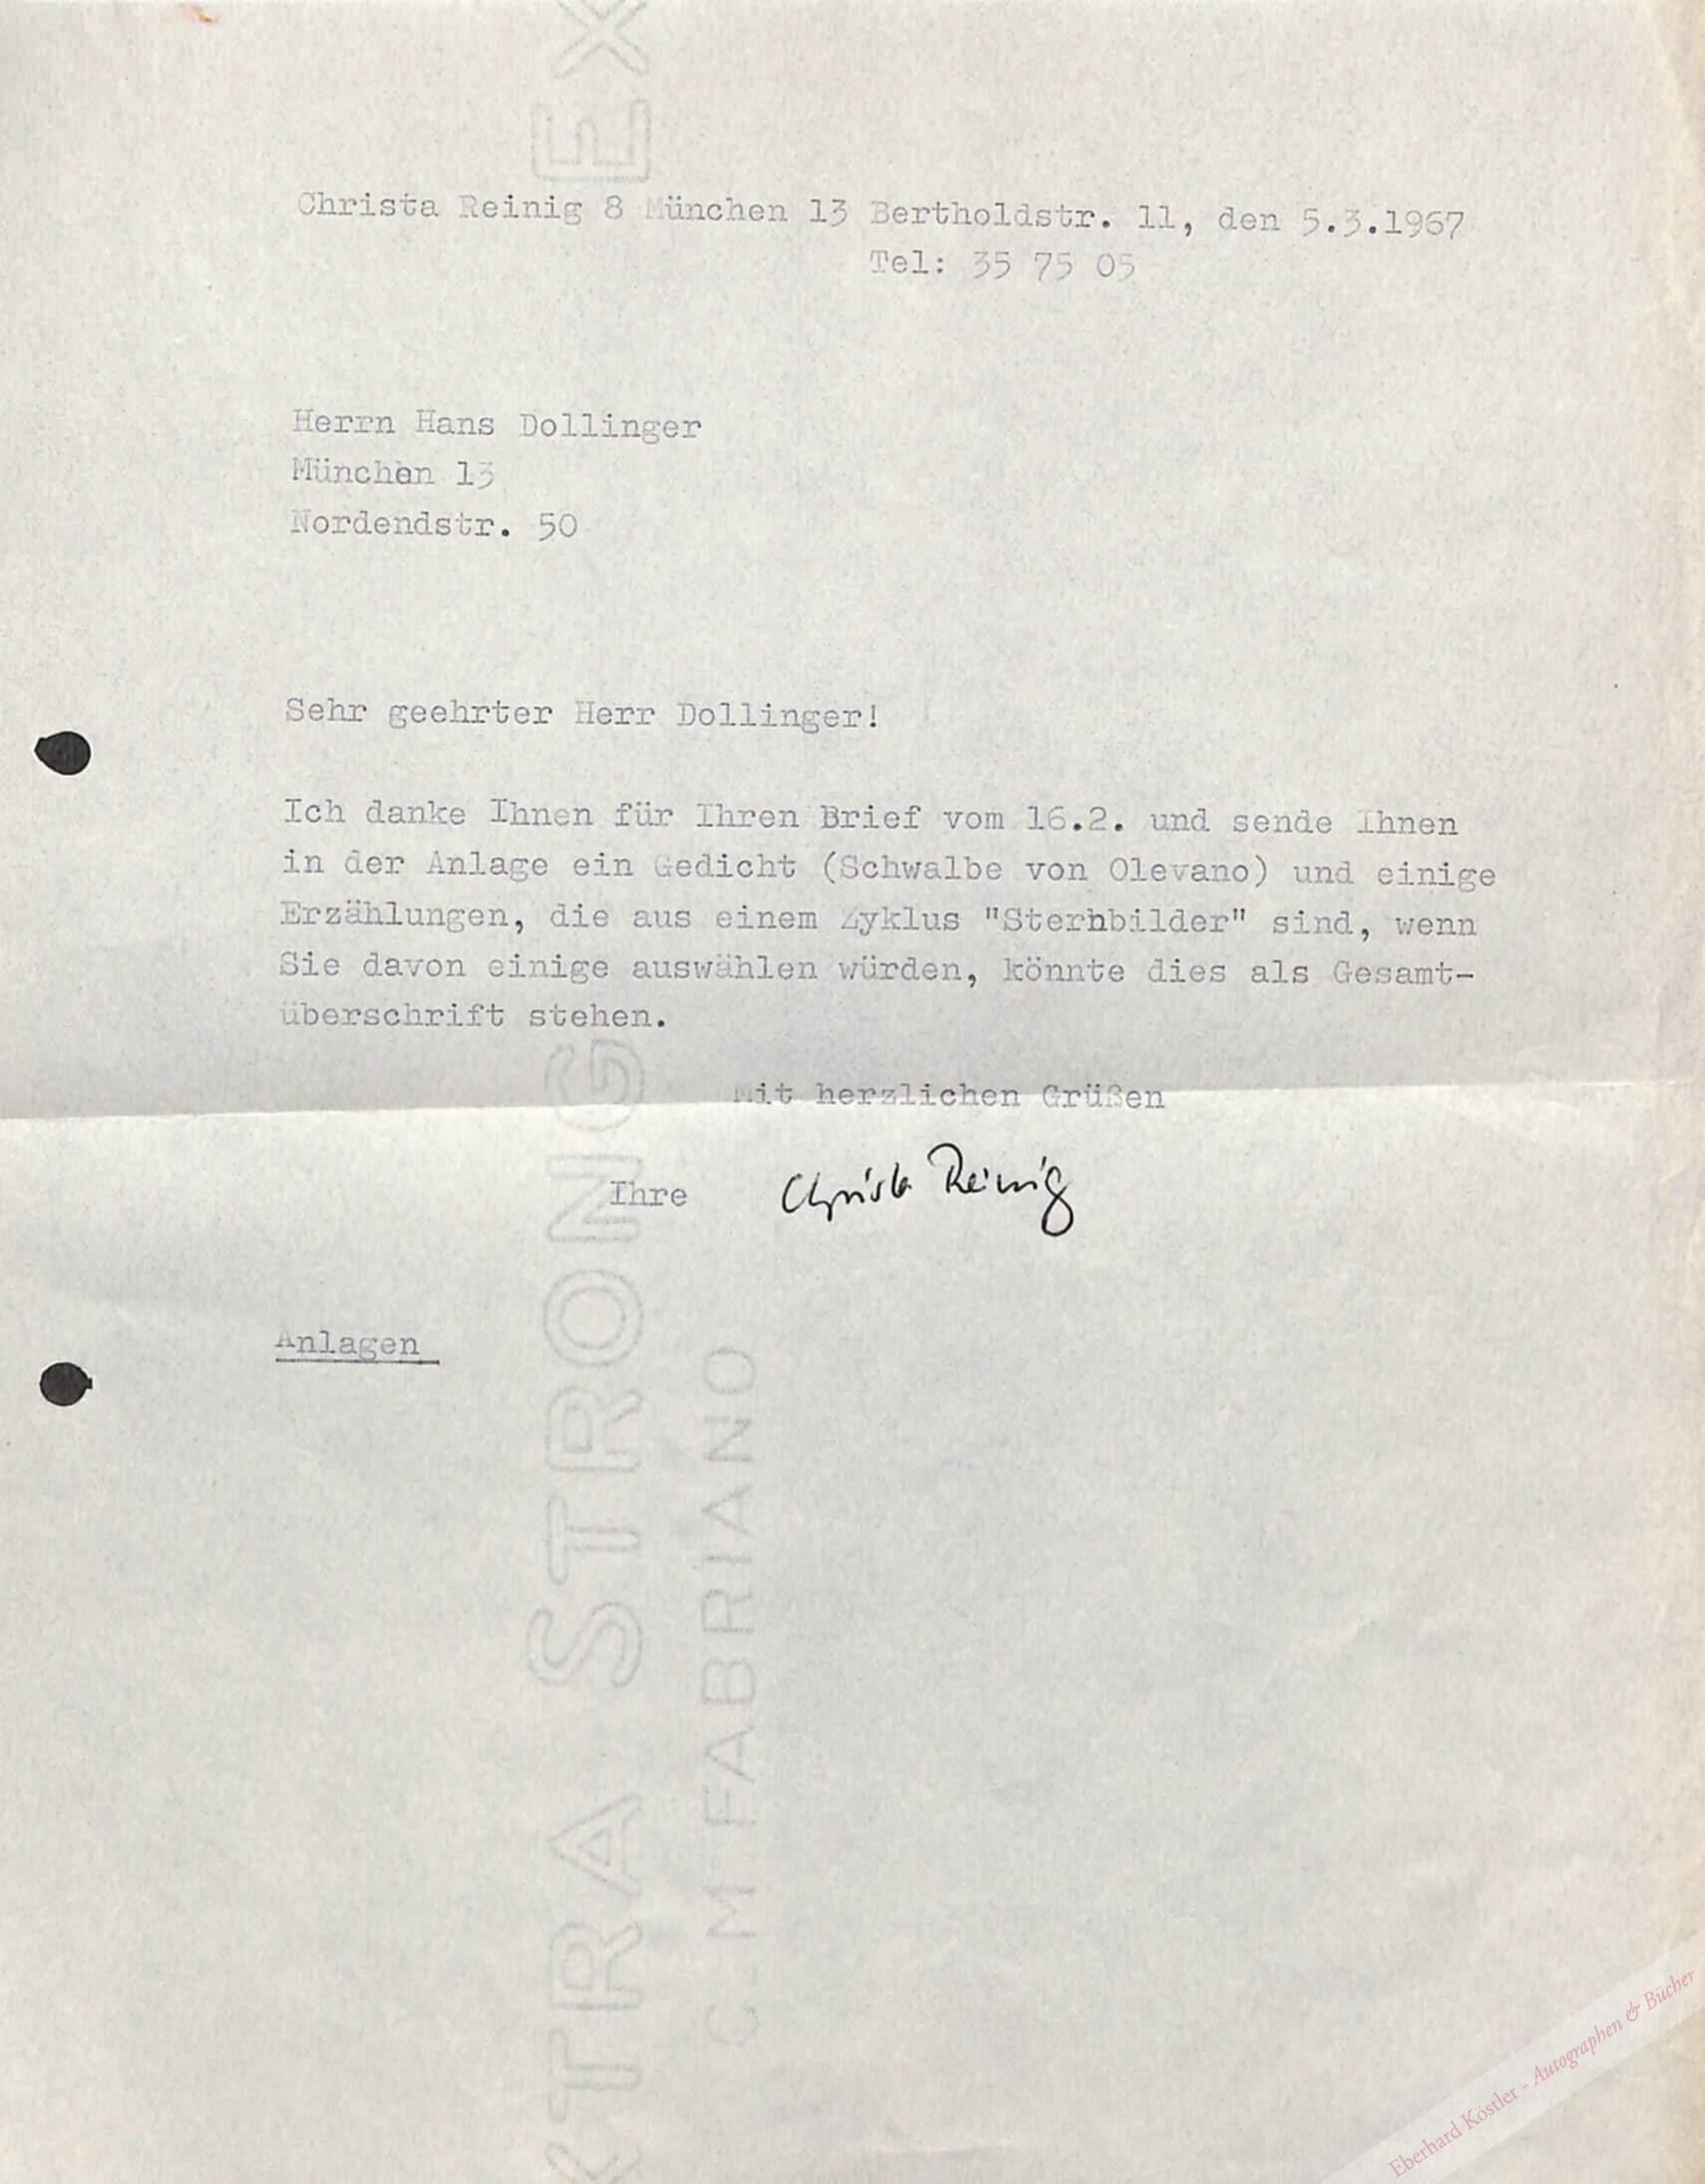 Christa Reinig 8 München 13 Bertholdstr. 11, den 5.3.1967
Tel: 35 75 05
Herrn Hans Dollinger
München 13
Nordendstr. 50
Sehr geehrter Herr Dollinger!
Ich danke Ihnen für Ihren Brief vom 16.2. und sende Ihnen
in der Anlage ein Gedicht (Schwalbe von Olevano) und einige
Erzählungen, die aus einem Zyklus "Sternbilder" sind, wenn
Sie davon einige auswählen würden, könnte dies als Gesamt-
überschrift stehen.
Mit herzlichen Grüßen
Ihre Christa Reinig
Anlagen
EXTRA STRONG EX
C-M FABRIANO
Eberhard Köstler - Autographen & Bücher